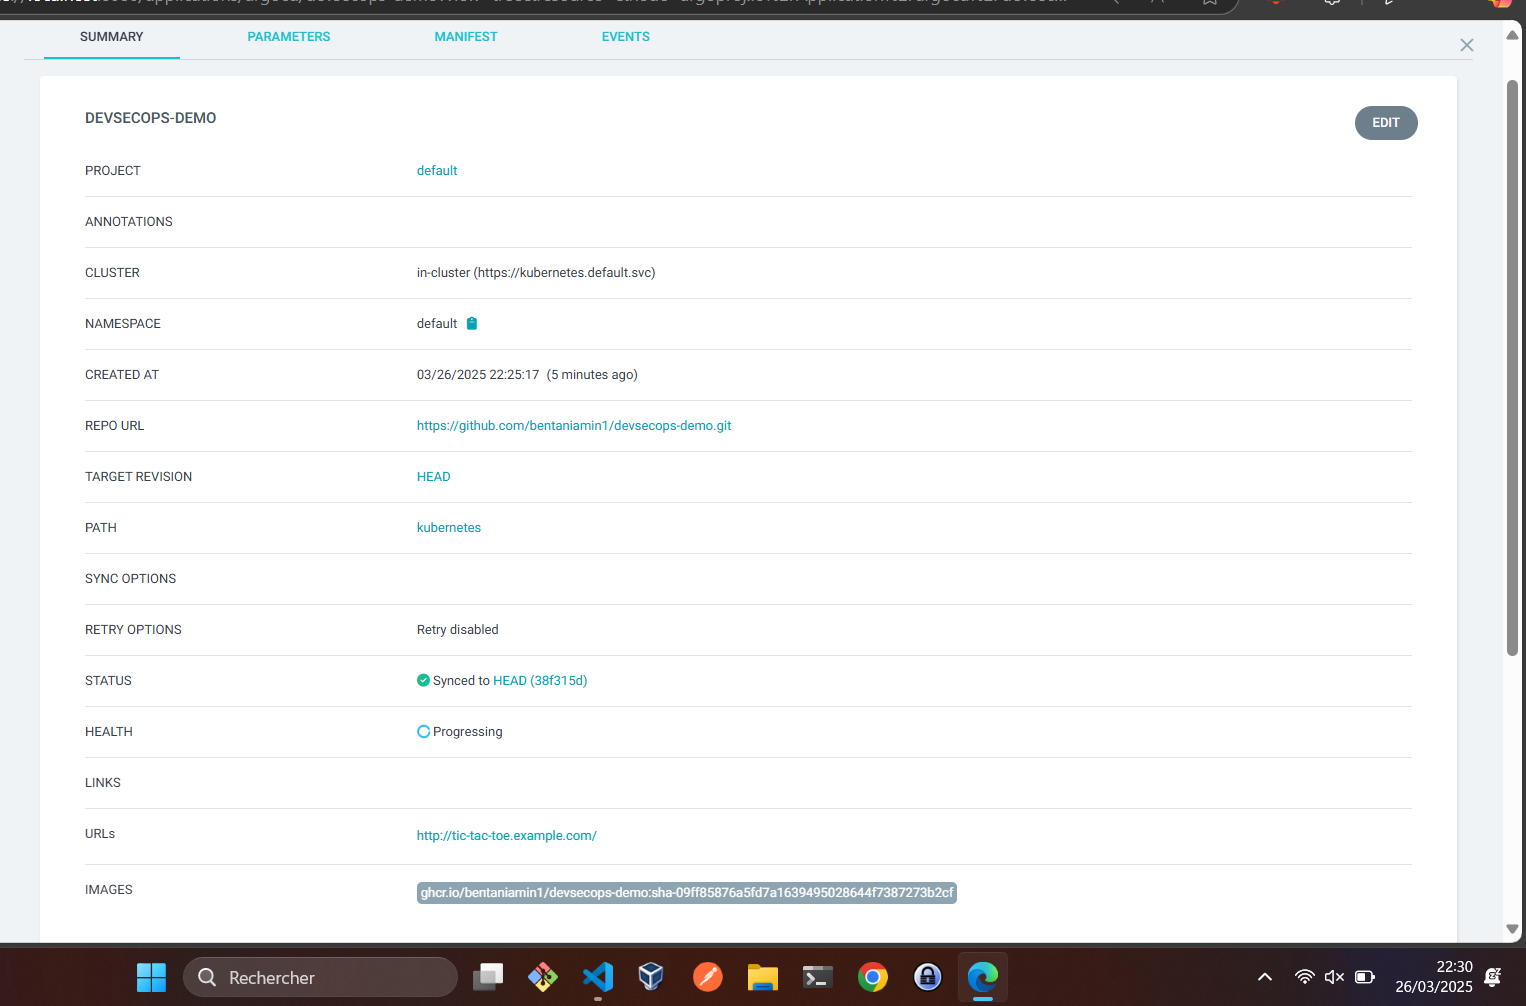 SUMMARY PARAMETERS MANIFEST EVENTS
DEVSECOPS-DEMO EDIT
PROJECT default
ANNOTATIONS
CLUSTER in-cluster (https://kubernetes.default.svc)
NAMESPACE default
CREATED AT 03/26/2025 22:25:17 (5 minutes ago)
REPO URL https://github.com/bentaniamin1/devsecops-demo.git
TARGET REVISION HEAD
PATH kubernetes
SYNC OPTIONS
RETRY OPTIONS Retry disabled
STATUS Synced to HEAD (38f315d)
HEALTH Progressing
LINKS
URLs http://tic-tac-toe.example.com/
IMAGES ghcr.io/bentaniamin1/devsecops-demo:sha-09ff85876a5fd7a1639495028644f7387273b2cf
Rechercher 22:30
26/03/2025